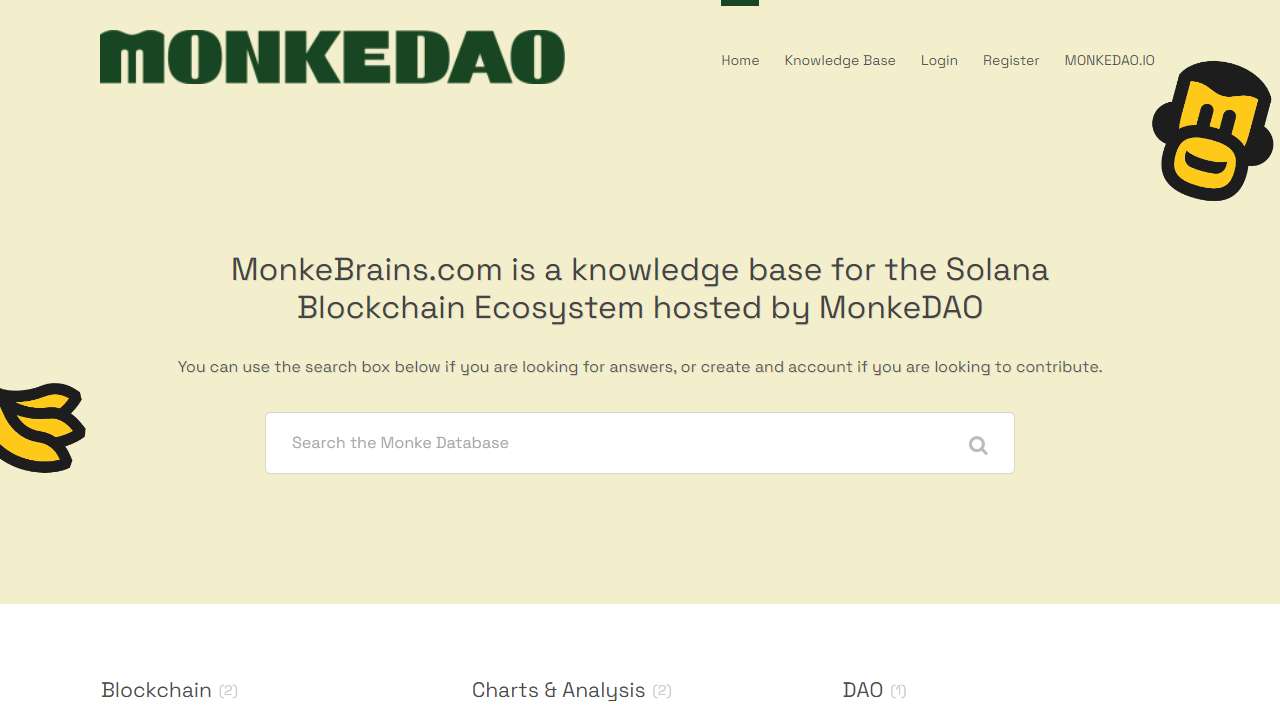 MONKEDAO
Home Knowledge Base Login Register MONKEDAO.IO
MonkeBrains.com is a knowledge base for the Solana
Blockchain Ecosystem hosted by MonkeDAO
You can use the search box below if you are looking for answers, or create and account if you are looking to contribute.
Search the Monke Database
Blockchain (2) Charts & Analysis (2) DAO (1)